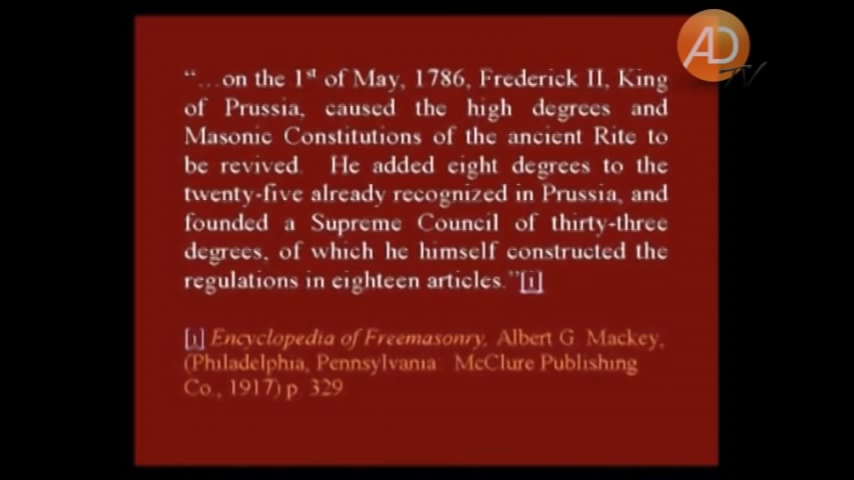 AD
TV
“…on the 1st of May, 1786, Frederick II, King
of Prussia, caused the high degrees and
Masonic Constitutions of the ancient Rite to
be revived. He added eight degrees to the
twenty-five already recognized in Prussia, and
founded a Supreme Council of thirty-three
degrees, of which he himself constructed the
regulations in eighteen articles.”[i]
[i] Encyclopedia of Freemasonry, Albert G. Mackey,
(Philadelphia, Pennsylvania: McClure Publishing
Co., 1917) p. 329